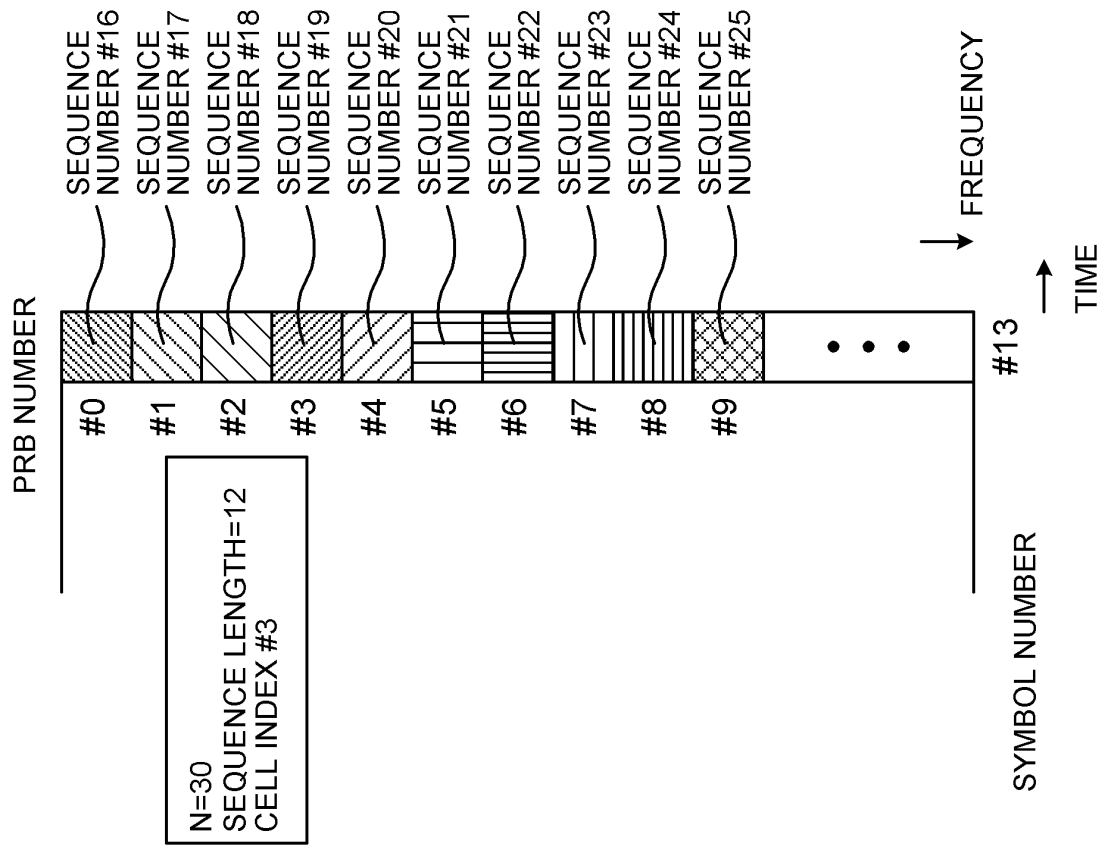 PRB NUMBER
#0
#1
#2
#3
#4
#5
#6
#7
#8
#9
SEQUENCE
NUMBER #16
SEQUENCE
NUMBER #17
SEQUENCE
NUMBER #18
SEQUENCE
NUMBER #19
SEQUENCE
NUMBER #20
SEQUENCE
NUMBER #21
SEQUENCE
NUMBER #22
SEQUENCE
NUMBER #23
SEQUENCE
NUMBER #24
SEQUENCE
NUMBER #25
N=30
SEQUENCE LENGTH=12
CELL INDEX #3
SYMBOL NUMBER
#13
FREQUENCY
TIME